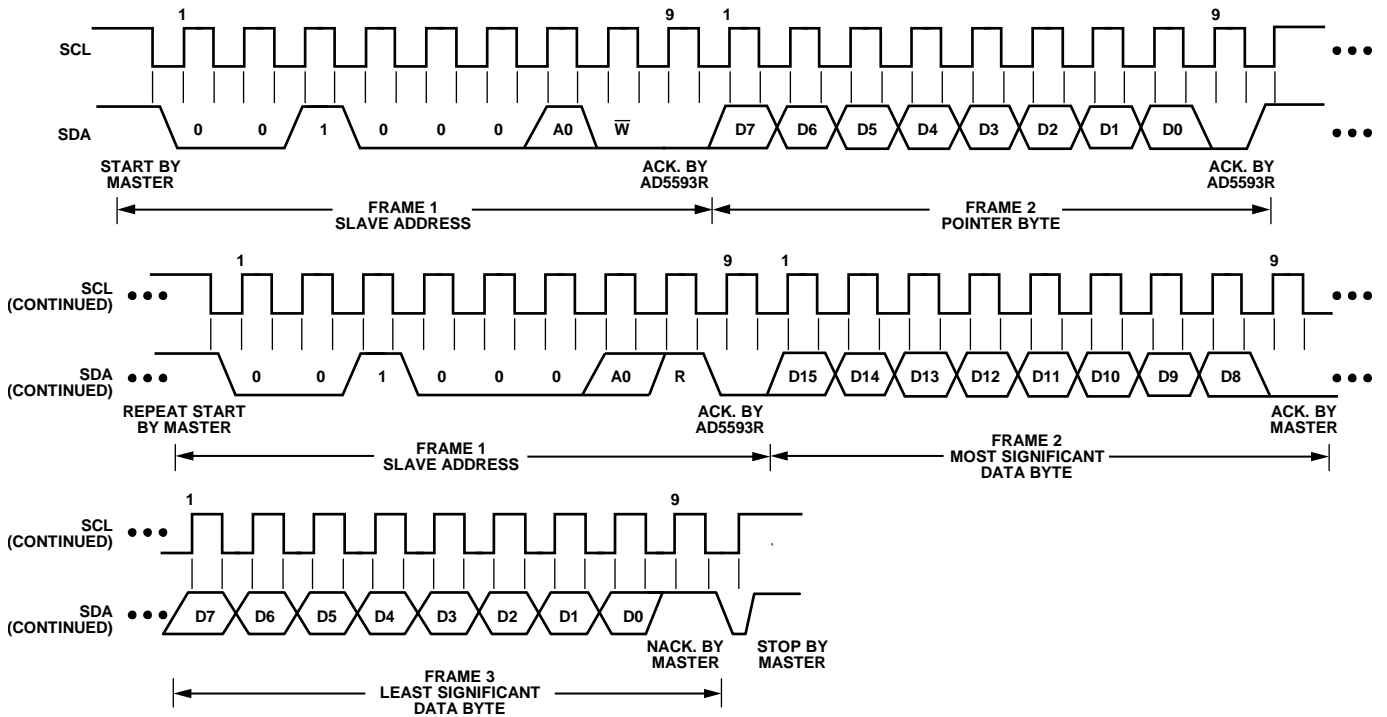 1 9 1 9
SCL
SDA 0 0 1 0 0 0 A0 W̅ D7 D6 D5 D4 D3 D2 D1 D0
START BY
MASTER
ACK. BY
AD5593R
ACK. BY
AD5593R
FRAME 1
SLAVE ADDRESS
FRAME 2
POINTER BYTE
1 9 1 9
SCL
(CONTINUED)
SDA
(CONTINUED)
0 0 1 0 0 0 A0 R D15 D14 D13 D12 D11 D10 D9 D8
REPEAT START
BY MASTER
ACK. BY
AD5593R
ACK. BY
MASTER
FRAME 1
SLAVE ADDRESS
FRAME 2
MOST SIGNIFICANT
DATA BYTE
1 9
SCL
(CONTINUED)
SDA
(CONTINUED)
D7 D6 D5 D4 D3 D2 D1 D0
NACK. BY
MASTER
STOP BY
MASTER
FRAME 3
LEAST SIGNIFICANT
DATA BYTE